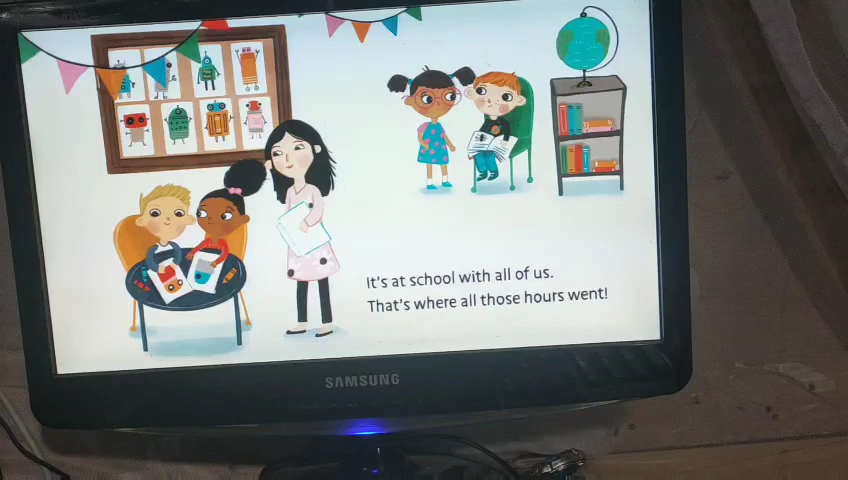 It's at school with all of us.
That's where all those hours went!
SAMSUNG